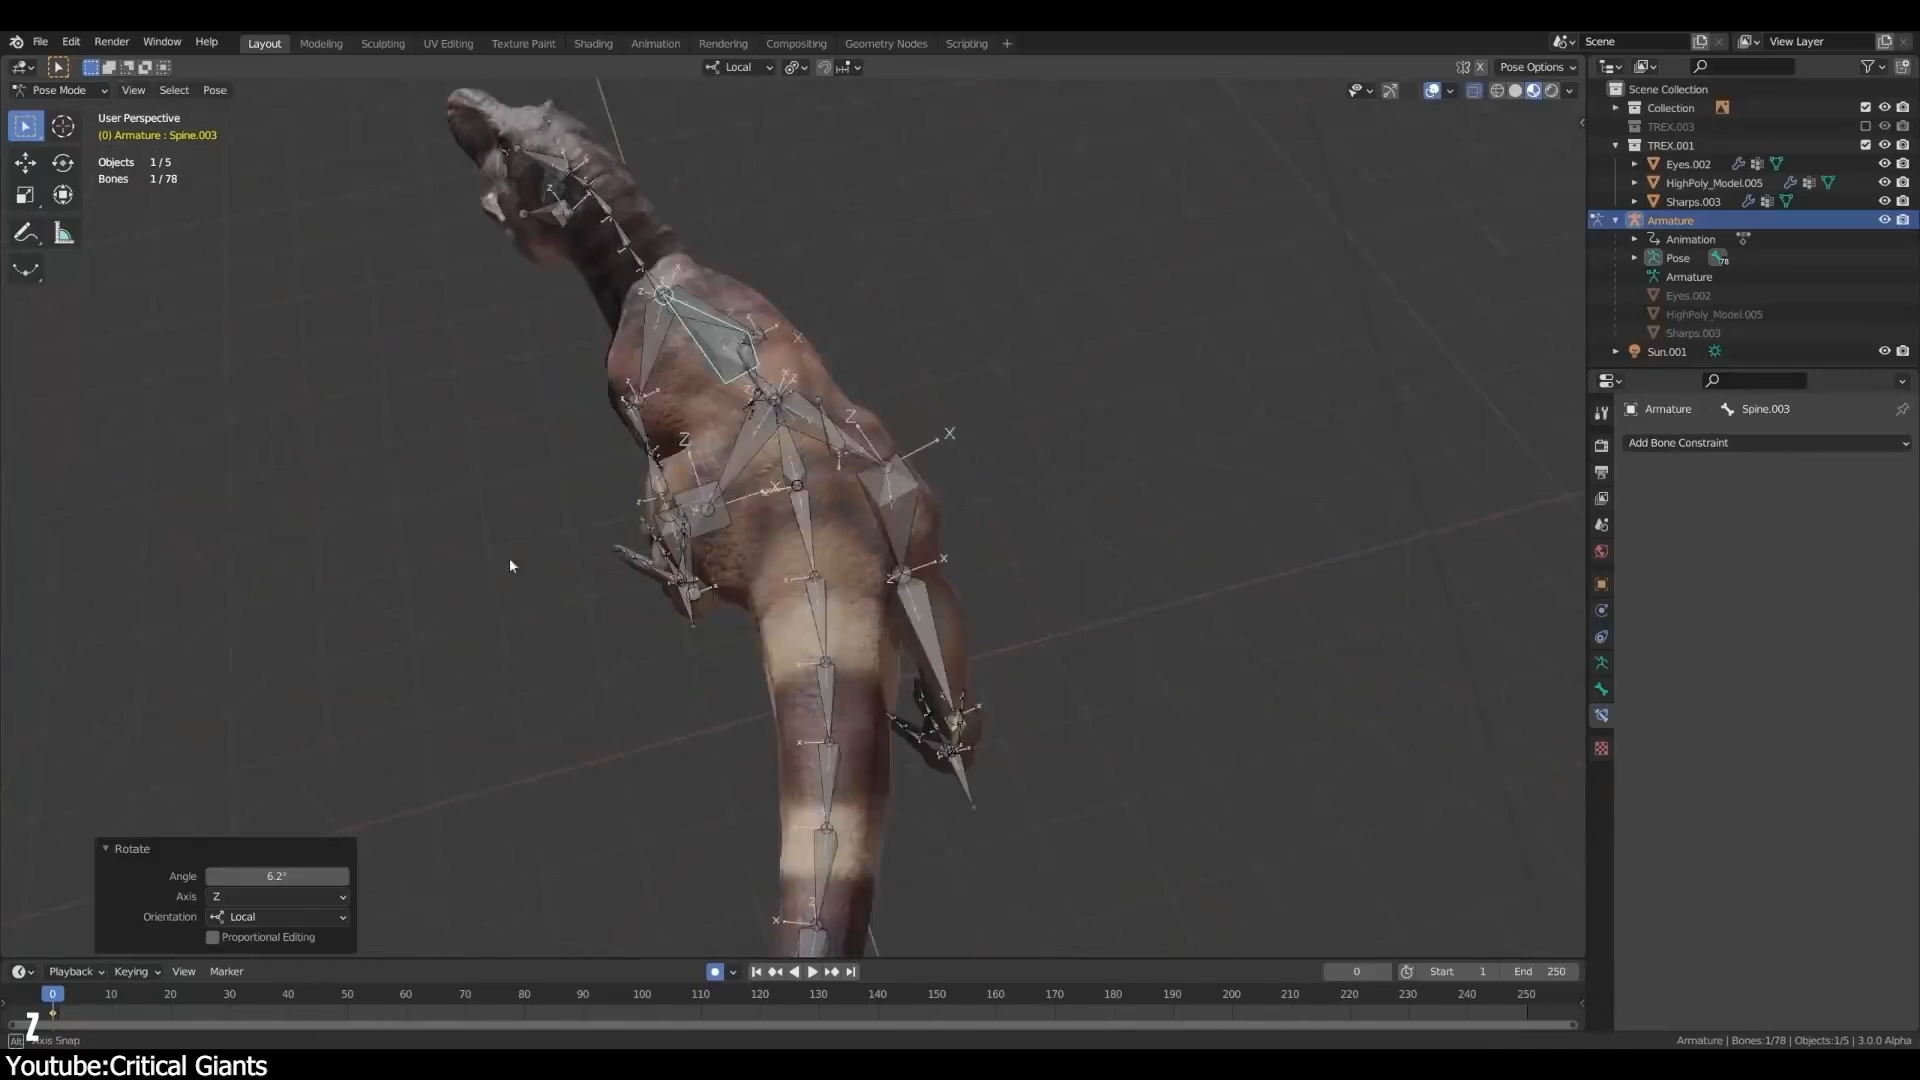 File Edit Render Window Help Layout Modeling Sculpting UV Editing Texture Paint Shading Animation Rendering Compositing Geometry Nodes Scripting + Scene View Layer
Local Pose Options
Pose Mode View Select Pose
User Perspective
(0) Armature : Spine.003
Objects 1 / 5
Bones 1 / 78
Scene Collection
Collection
TREX.003
TREX.001
Eyes.002
HighPoly_Model.005
Sharps.003
Armature
Animation
Pose 78
Armature
Eyes.002
HighPoly_Model.005
Sharps.003
Sun.001
Armature Spine.003
Add Bone Constraint
Rotate
Angle 6.2°
Axis Z
Orientation Local
Proportional Editing
Playback Keying View Marker 0 Start 1 End 250
0 10 20 30 40 50 60 70 80 90 100 110 120 130 140 150 160 170 180 190 200 210 220 230 240 250
Z
Alt Axis Snap
Armature | Bones:1/78 | Objects:1/5 | 3.0.0 Alpha
Youtube:Critical Giants